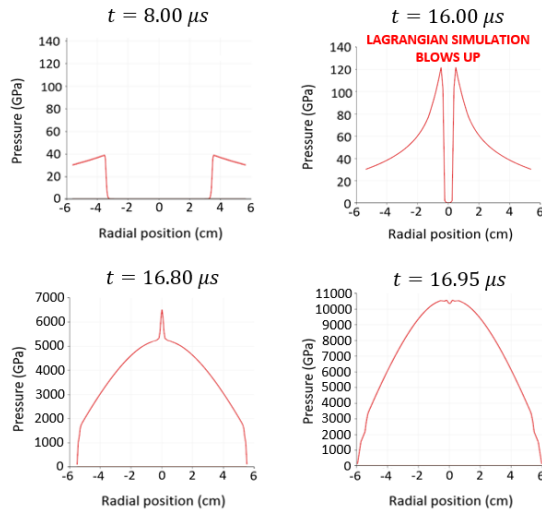 t = 8.00 μs
140
120
100
80
60
40
20
0
Pressure (GPa)
-6 -4 -2 0 2 4 6
Radial position (cm)
t = 16.00 μs
LAGRANGIAN SIMULATION
BLOWS UP
140
120
100
80
60
40
20
0
Pressure (GPa)
-6 -4 -2 0 2 4 6
Radial position (cm)
t = 16.80 μs
7000
6000
5000
4000
3000
2000
1000
0
Pressure (GPa)
-6 -4 -2 0 2 4 6
Radial position (cm)
t = 16.95 μs
11000
10000
9000
8000
7000
6000
5000
4000
3000
2000
1000
0
Pressure (GPa)
-6 -4 -2 0 2 4 6
Radial position (cm)